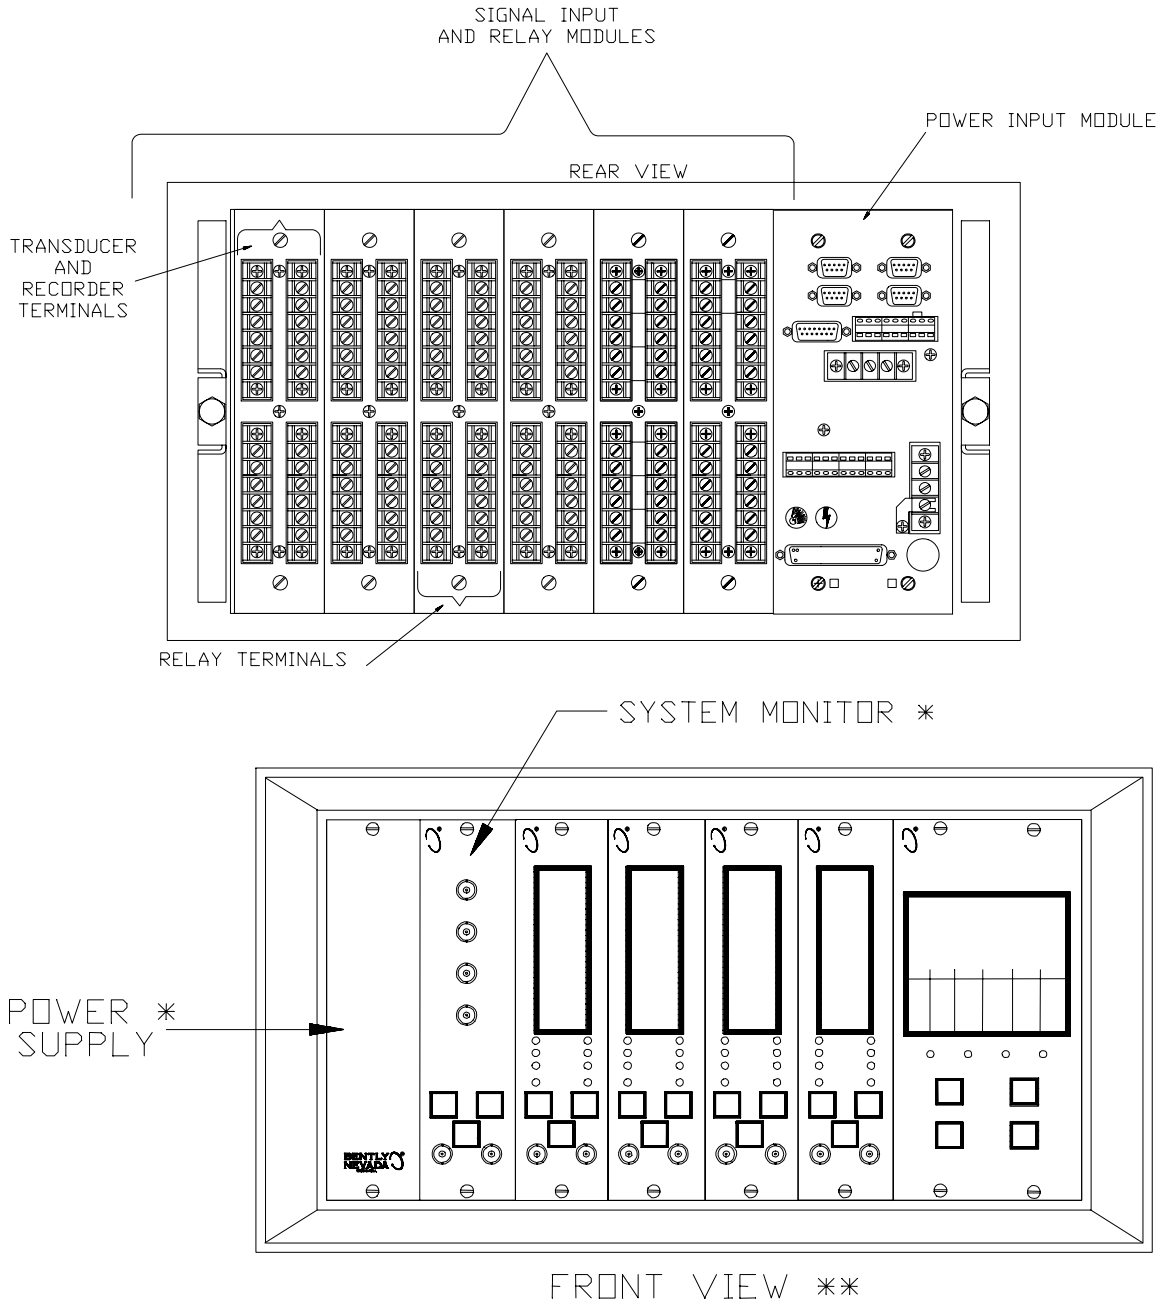 SIGNAL INPUT
AND RELAY MODULES
POWER INPUT MODULE
REAR VIEW
TRANSDUCER
AND
RECORDER
TERMINALS
RELAY TERMINALS
SYSTEM MONITOR *
POWER *
SUPPLY
BENTLY
NEVADA
FRONT VIEW **